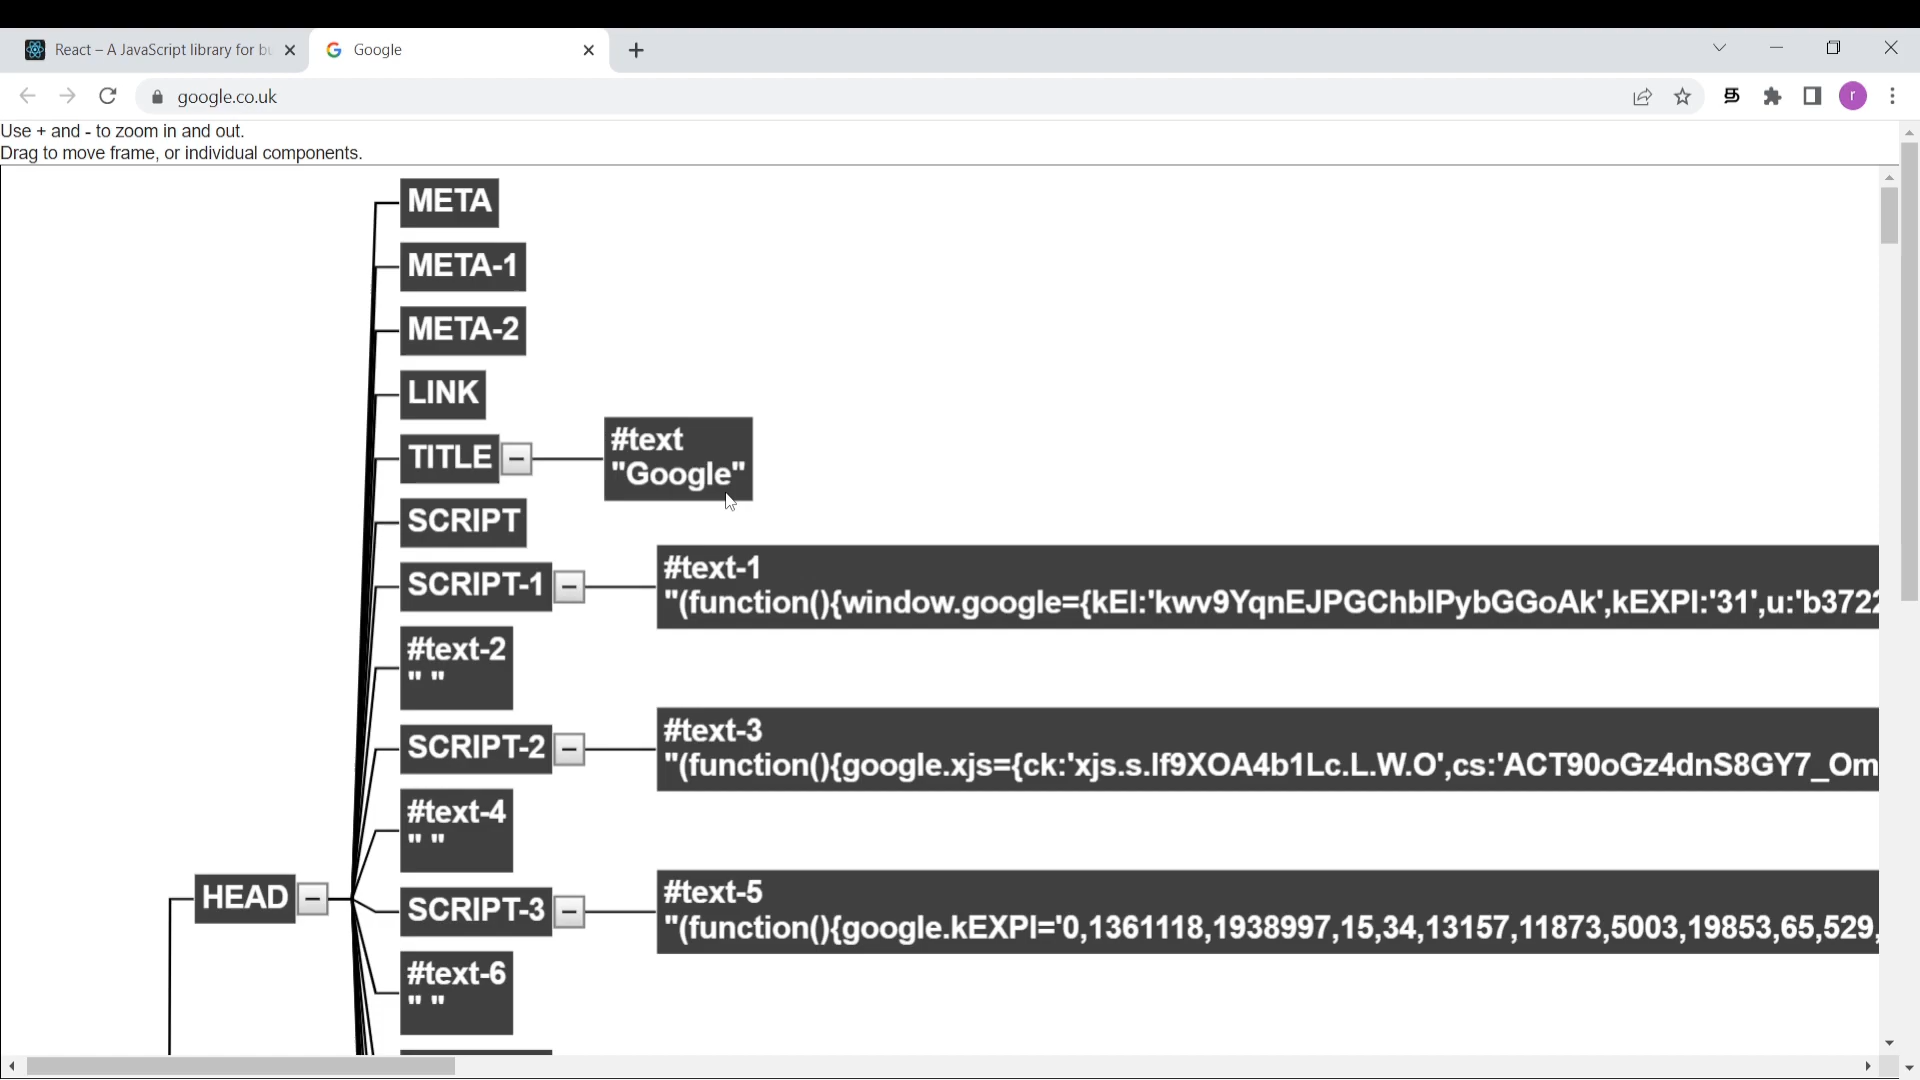 React – A JavaScript library for bu
Google
google.co.uk
r
Use + and - to zoom in and out.
Drag to move frame, or individual components.
META
META-1
META-2
LINK
TITLE
#text
"Google"
SCRIPT
SCRIPT-1
#text-1
"(function(){window.google={kEI:'kwv9YqnEJPGChbIPybGGoAk',kEXPI:'31',u:'b3722
#text-2
" "
SCRIPT-2
#text-3
"(function(){google.xjs={ck:'xjs.s.lf9XOA4b1Lc.L.W.O',cs:'ACT90oGz4dnS8GY7_Om
#text-4
" "
HEAD
SCRIPT-3
#text-5
"(function(){google.kEXPI='0,1361118,1938997,15,34,13157,11873,5003,19853,65,529,
#text-6
" "